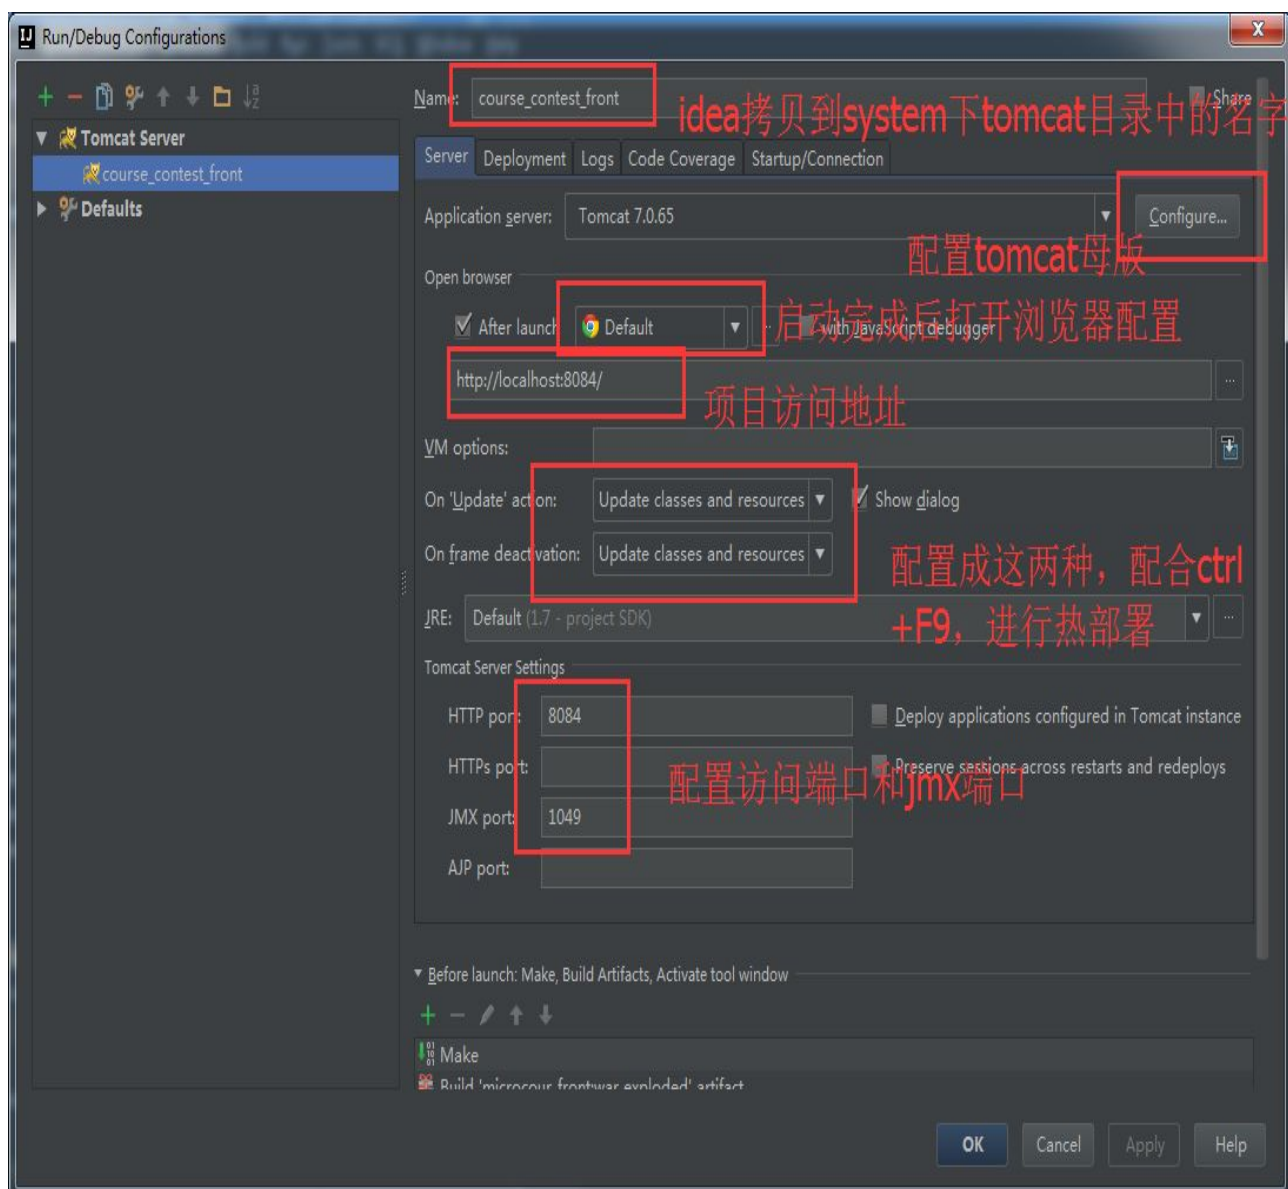 Run/Debug Configurations
Name: course_contest_front
Share
idea拷贝到system下tomcat目录中的名字
Tomcat Server
course_contest_front
Defaults
Server Deployment Logs Code Coverage Startup/Connection
Application server: Tomcat 7.0.65 Configure...
配置tomcat母版
Open browser
After launch Default ... with JavaScript debugger
启动完成后打开浏览器配置
http://localhost:8084/ ...
项目访问地址
VM options:
On 'Update' action: Update classes and resources Show dialog
On frame deactivation: Update classes and resources
配置成这两种，配合ctrl
+F9，进行热部署
JRE: Default (1.7 - project SDK) ...
Tomcat Server Settings
HTTP port: 8084 Deploy applications configured in Tomcat instance
HTTPs port: Preserve sessions across restarts and redeploys
配置访问端口和jmx端口
JMX port: 1049
AJP port:
Before launch: Make, Build Artifacts, Activate tool window
Make
Build 'microcour_front:war exploded' artifact
OK Cancel Apply Help